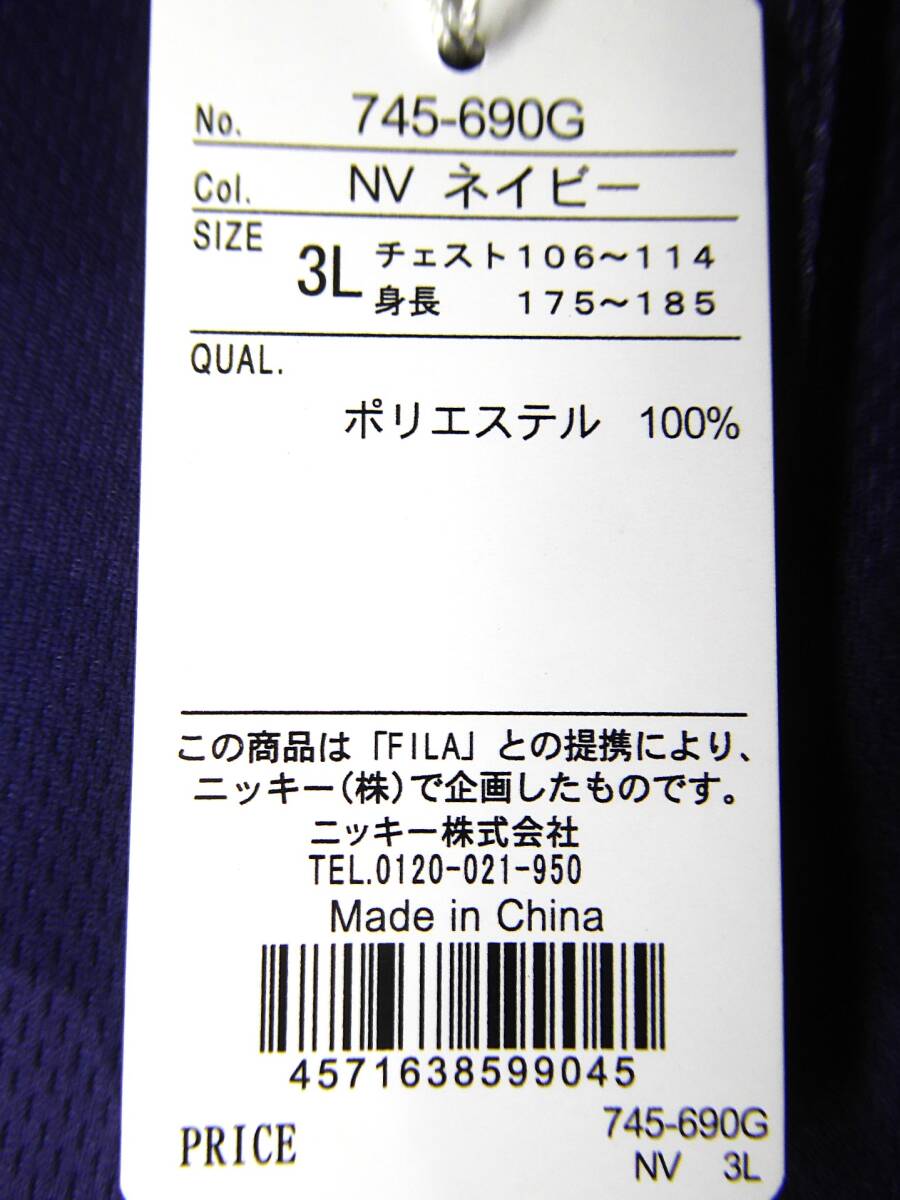 No. 745-690G
Col. NV ネイビー
SIZE 3L チェスト106～114
身長 175～185
QUAL.
ポリエステル 100%
この商品は「FILA」との提携により、
ニッキー(株)で企画したものです。
ニッキー株式会社
TEL.0120-021-950
Made in China
4571638599045
PRICE 745-690G
NV 3L